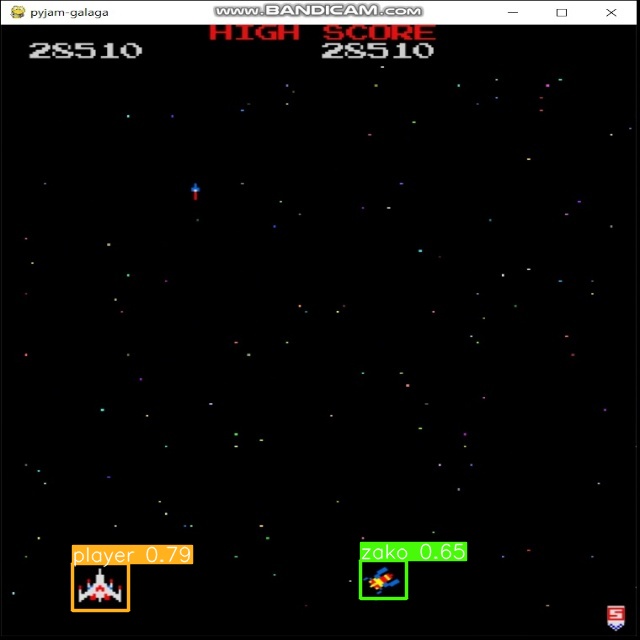 pyjam-galaga
www.BANDICAM.com
HIGH SCORE
28510 28510
player 0.79
zako 0.65
5